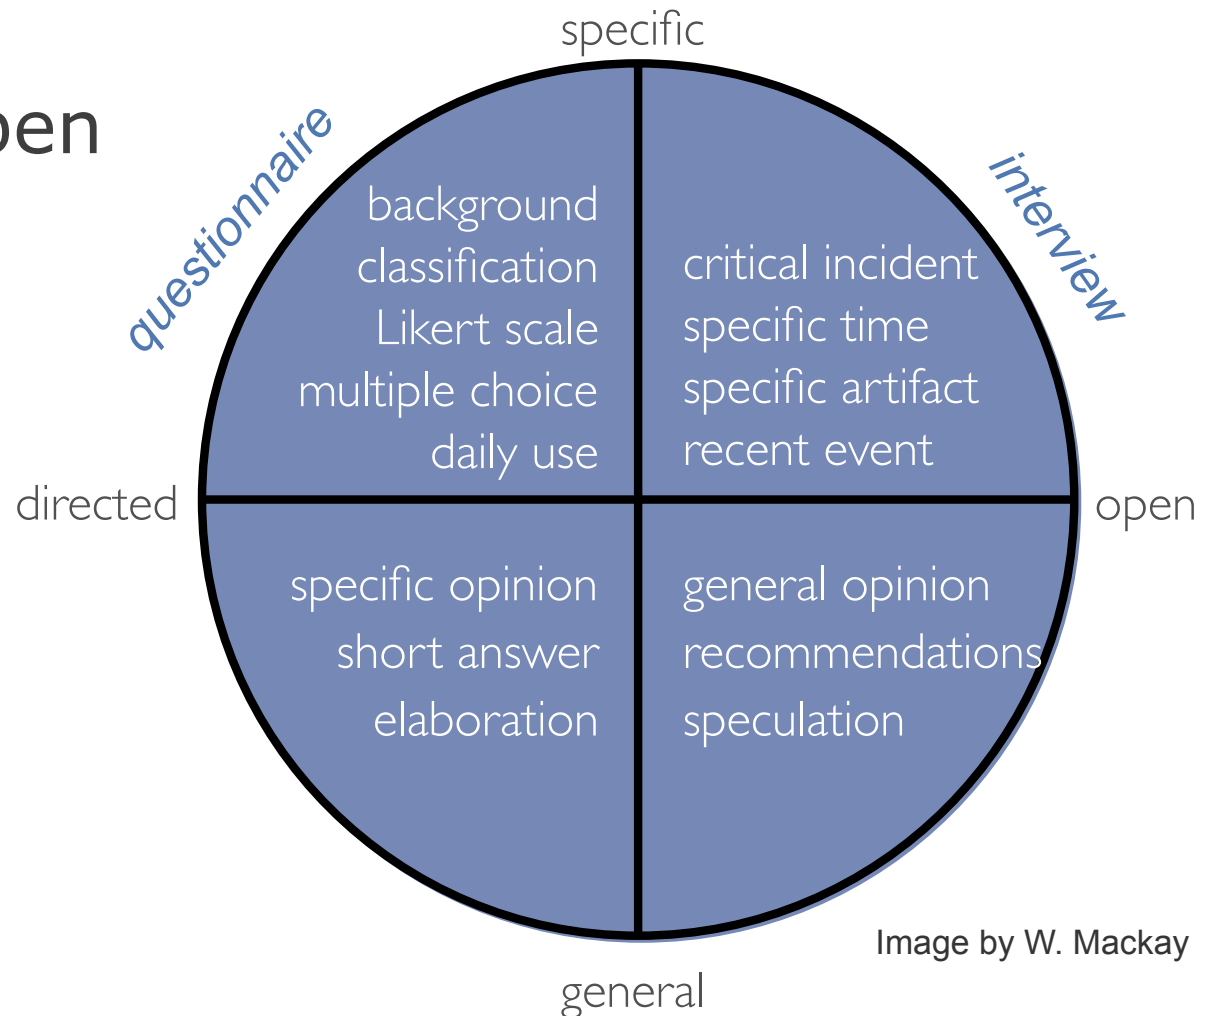 specific
pen
questionnaire
interview
background
classification
Likert scale
multiple choice
daily use
critical incident
specific time
specific artifact
recent event
directed
open
specific opinion
short answer
elaboration
general opinion
recommendations
speculation
Image by W. Mackay
general